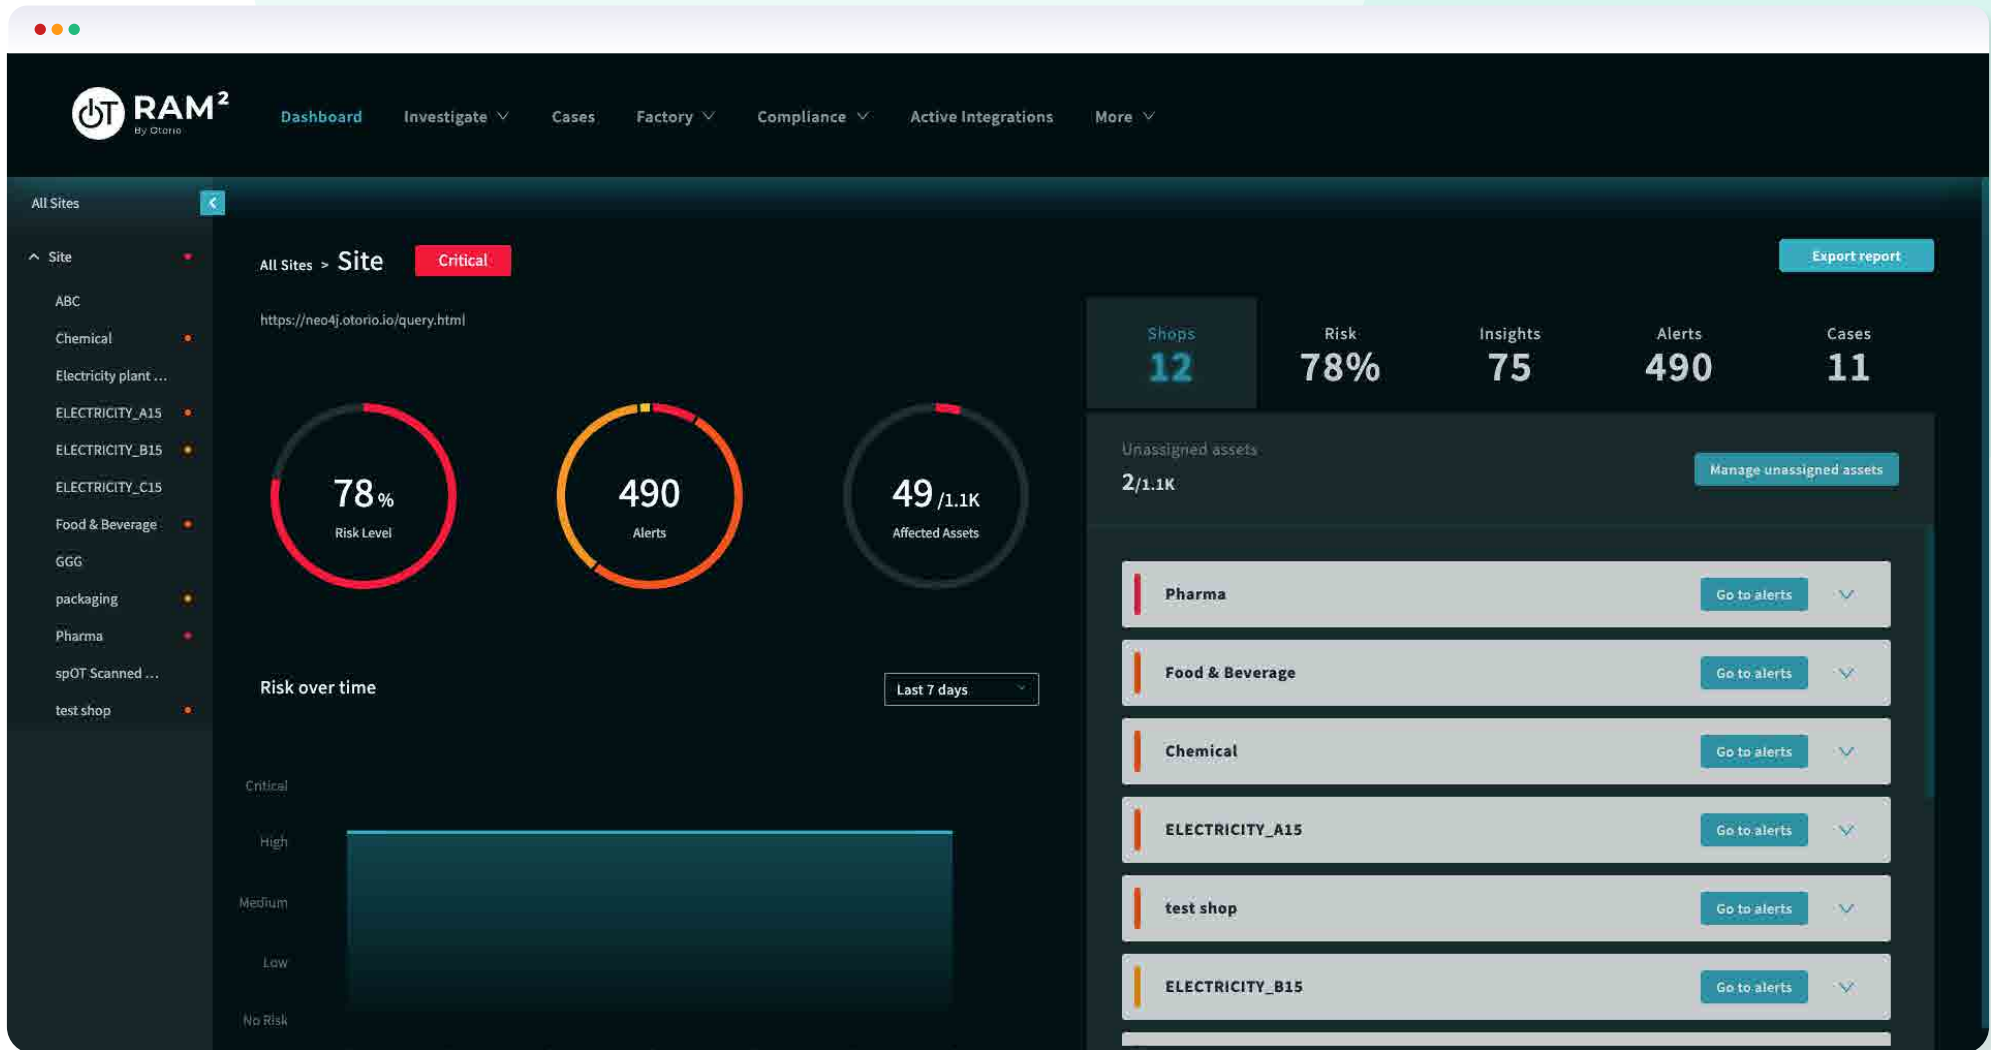 OT RAM²
By Otorio
Dashboard
Investigate
Cases
Factory
Compliance
Active Integrations
More
All Sites
Site
ABC
Chemical
Electricity plant ...
ELECTRICITY_A15
ELECTRICITY_B15
ELECTRICITY_C15
Food & Beverage
GGG
packaging
Pharma
spOT Scanned ...
test shop
All Sites > Site
Critical
Export report
https://neo4j.otorio.io/query.html
78 %
Risk Level
490
Alerts
49 /1.1K
Affected Assets
Risk over time
Last 7 days
Critical
High
Medium
Low
No Risk
Shops
12
Risk
78%
Insights
75
Alerts
490
Cases
11
Unassigned assets
2/1.1K
Manage unassigned assets
Pharma
Go to alerts
Food & Beverage
Go to alerts
Chemical
Go to alerts
ELECTRICITY_A15
Go to alerts
test shop
Go to alerts
ELECTRICITY_B15
Go to alerts